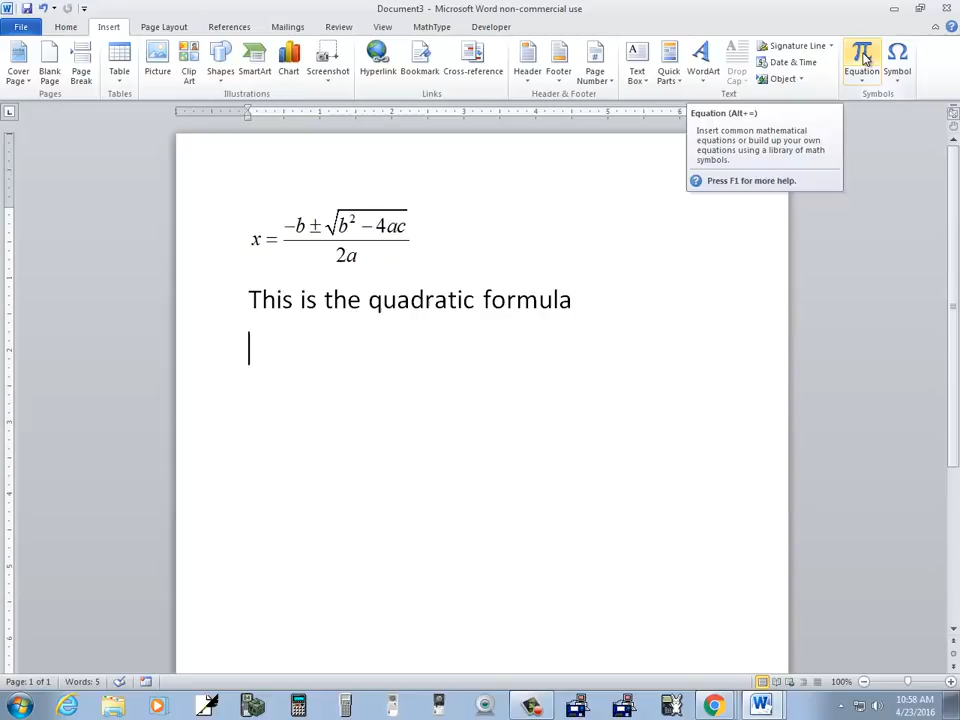 Document3 - Microsoft Word non-commercial use
File Home Insert Page Layout References Mailings Review View MathType Developer
Cover Page Blank Page Page Break Table Picture Clip Art Shapes SmartArt Chart Screenshot Hyperlink Bookmark Cross-reference Header Footer Page Number Text Box Quick Parts WordArt Drop Cap Signature Line Date & Time Object Equation Symbol
Pages Tables Illustrations Links Header & Footer Text Symbols
Equation (Alt+=)
Insert common mathematical
equations or build up your own
equations using a library of math
symbols.
Press F1 for more help.
x = −b ± √b² − 4ac
2a
This is the quadratic formula
Page: 1 of 1 Words: 5 100%
10:58 AM
4/23/2016